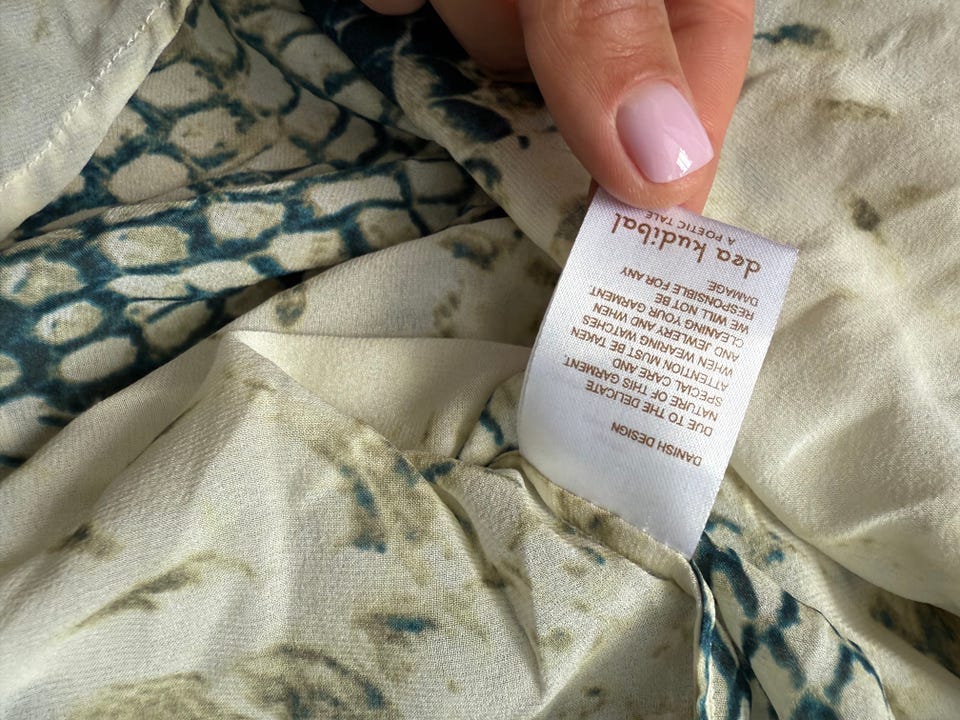 DANISH DESIGN
DUE TO THE DELICATE
NATURE OF THIS GARMENT,
SPECIAL CARE AND
ATTENTION MUST BE TAKEN
WHEN WEARING WATCHES
AND JEWLERY AND WHEN
CLEANING YOUR GARMENT.
WE WILL NOT BE
RESPONSIBLE FOR ANY
DAMAGE.
dea kudibal
A POETIC TALE